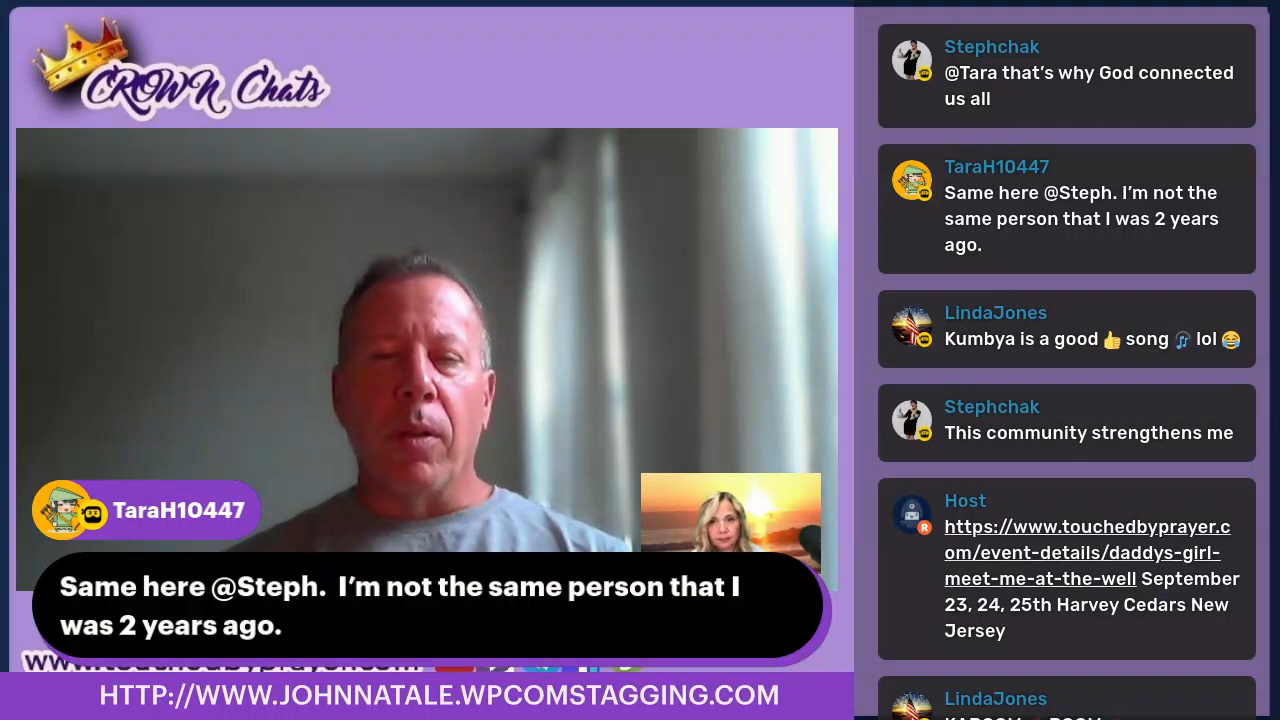 CROWN Chats
TaraH10447
Same here @Steph. I’m not the same person that I
was 2 years ago.
www.touchedbyprayer.com
HTTP://WWW.JOHNNATALE.WPCOMSTAGGING.COM
Stephchak
@Tara that’s why God connected
us all
TaraH10447
Same here @Steph. I’m not the
same person that I was 2 years
ago.
LindaJones
Kumbya is a good 👍 song 🎶 lol 😂
Stephchak
This community strengthens me
Host
https://www.touchedbyprayer.c
om/event-details/daddys-girl-
meet-me-at-the-well September
23, 24, 25th Harvey Cedars New
Jersey
LindaJones